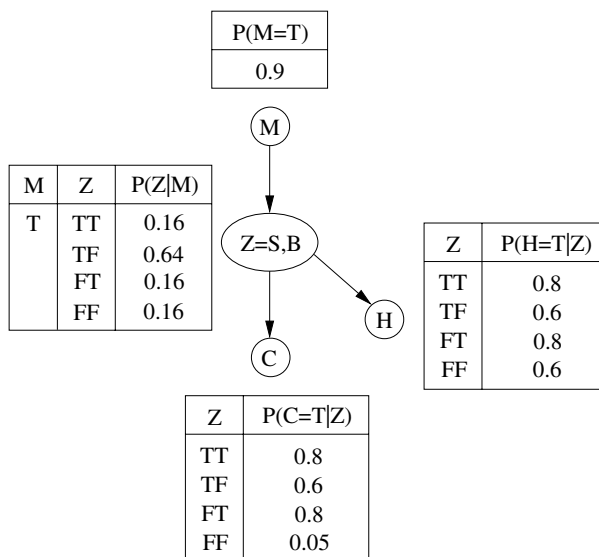 P(M=T)
0.9
M
M Z P(Z|M)
T TT 0.16
TF 0.64
FT 0.16
FF 0.16
Z=S,B
Z P(H=T|Z)
TT 0.8
TF 0.6
FT 0.8
FF 0.6
H
C
Z P(C=T|Z)
TT 0.8
TF 0.6
FT 0.8
FF 0.05